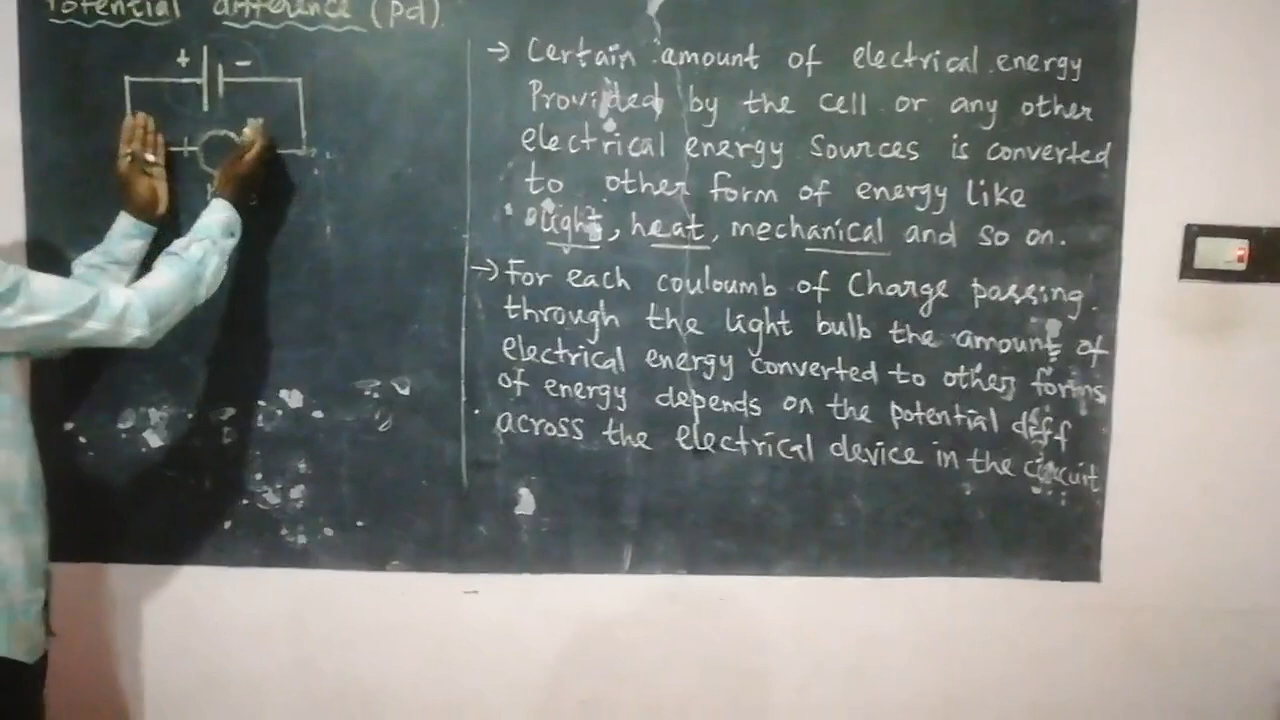 Potential difference (Pd)
+ -
→ Certain amount of electrical energy
Provided by the cell or any other
electrical energy sources is converted
to other form of energy like
light, heat, mechanical and so on.
→ For each couloumb of Charge passing
through the light bulb the amount of
electrical energy converted to other forms
of energy depends on the potential diff
across the electrical device in the circuit